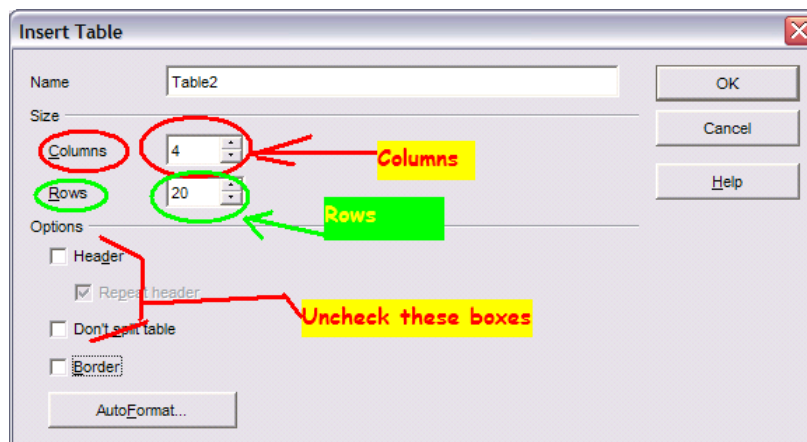 Insert Table
Name Table2 OK
Size
Cancel
Columns 4 Columns
Rows 20 Rows Help
Options
Header
Repeat header
Uncheck these boxes
Don't split table
Border
AutoFormat...